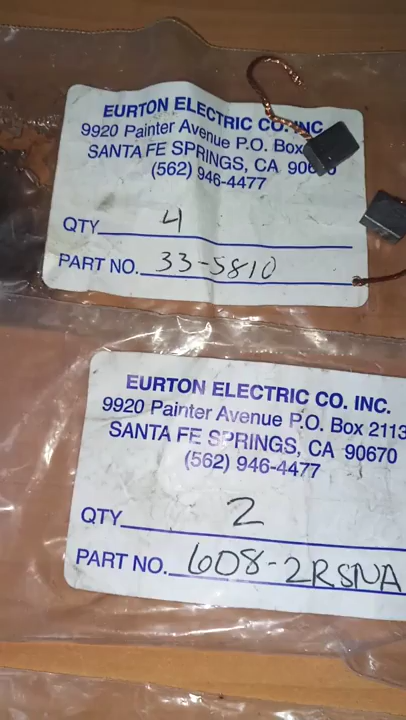 EURTON ELECTRIC CO. INC
9920 Painter Avenue P.O. Box
SANTA FE SPRINGS, CA
(562) 946-4477
QTY 4
PART NO. 33-5810
EURTON ELECTRIC CO. INC.
9920 Painter Avenue P.O. Box 2113
SANTA FE SPRINGS, CA 90670
(562) 946-4477
QTY 2
PART NO. 608-2RSNA